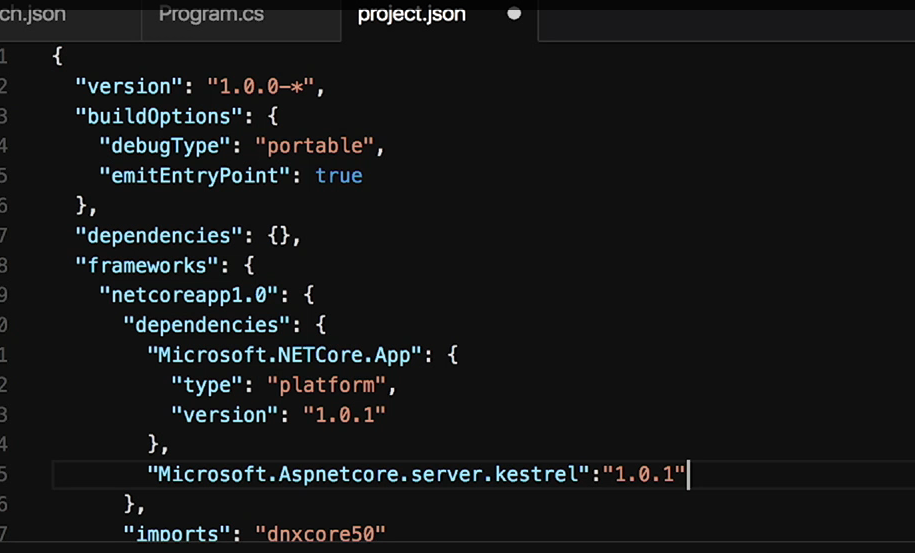 ch.json Program.cs project.json
1 {
2 "version": "1.0.0-*",
3 "buildOptions": {
4 "debugType": "portable",
5 "emitEntryPoint": true
6 },
7 "dependencies": {},
8 "frameworks": {
9 "netcoreapp1.0": {
0 "dependencies": {
1 "Microsoft.NETCore.App": {
2 "type": "platform",
3 "version": "1.0.1"
4 },
5 "Microsoft.Aspnetcore.server.kestrel":"1.0.1"
6 },
7 "imports": "dnxcore50"